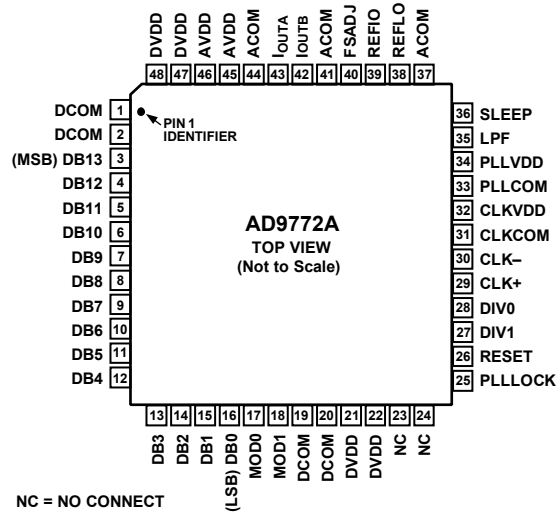 DVDD DVDD AVDD AVDD ACOM IOUTA IOUTB ACOM FSADJ REFIO REFLO ACOM
48 47 46 45 44 43 42 41 40 39 38 37
DCOM 1
DCOM 2
(MSB) DB13 3
DB12 4
DB11 5
DB10 6
DB9 7
DB8 8
DB7 9
DB6 10
DB5 11
DB4 12
PIN 1
IDENTIFIER
AD9772A
TOP VIEW
(Not to Scale)
36 SLEEP
35 LPF
34 PLLVDD
33 PLLCOM
32 CLKVDD
31 CLKCOM
30 CLK–
29 CLK+
28 DIV0
27 DIV1
26 RESET
25 PLLLOCK
13 14 15 16 17 18 19 20 21 22 23 24
DB3 DB2 DB1 (LSB) DB0 MOD0 MOD1 DCOM DCOM DVDD DVDD NC NC
NC = NO CONNECT